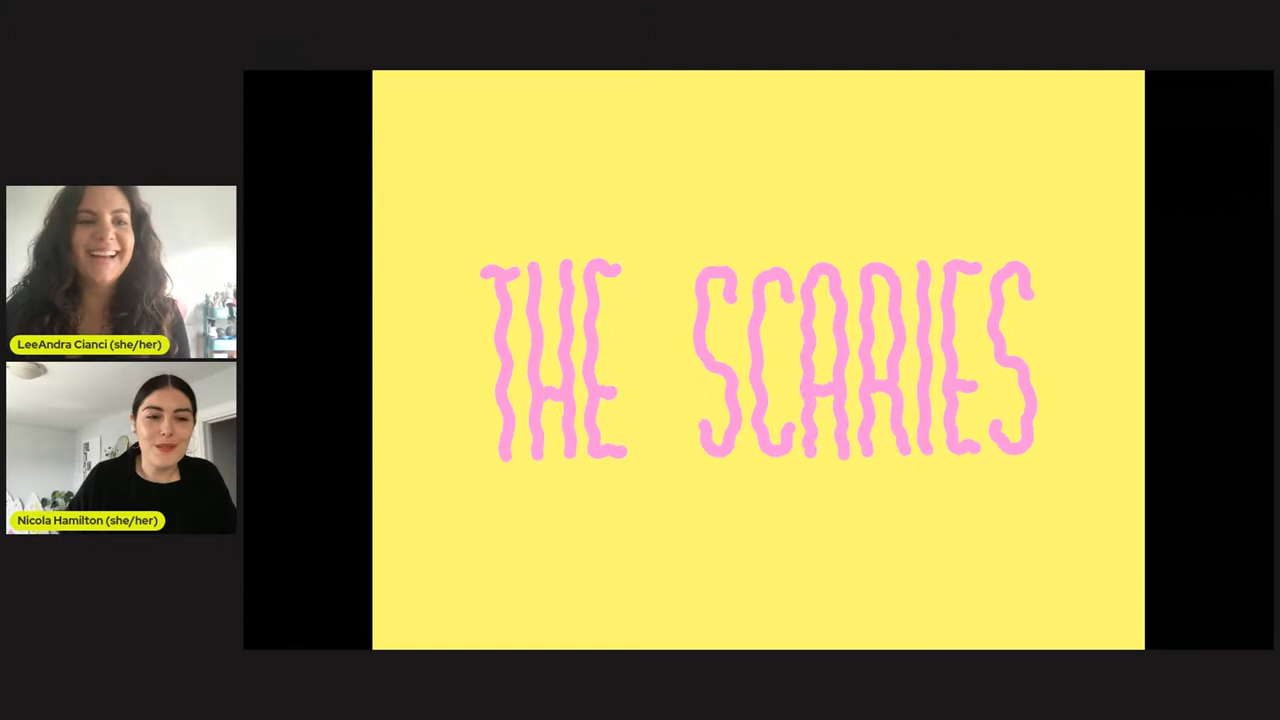 LeeAndra Cianci (she/her)
Nicola Hamilton (she/her)
THE SCARIES